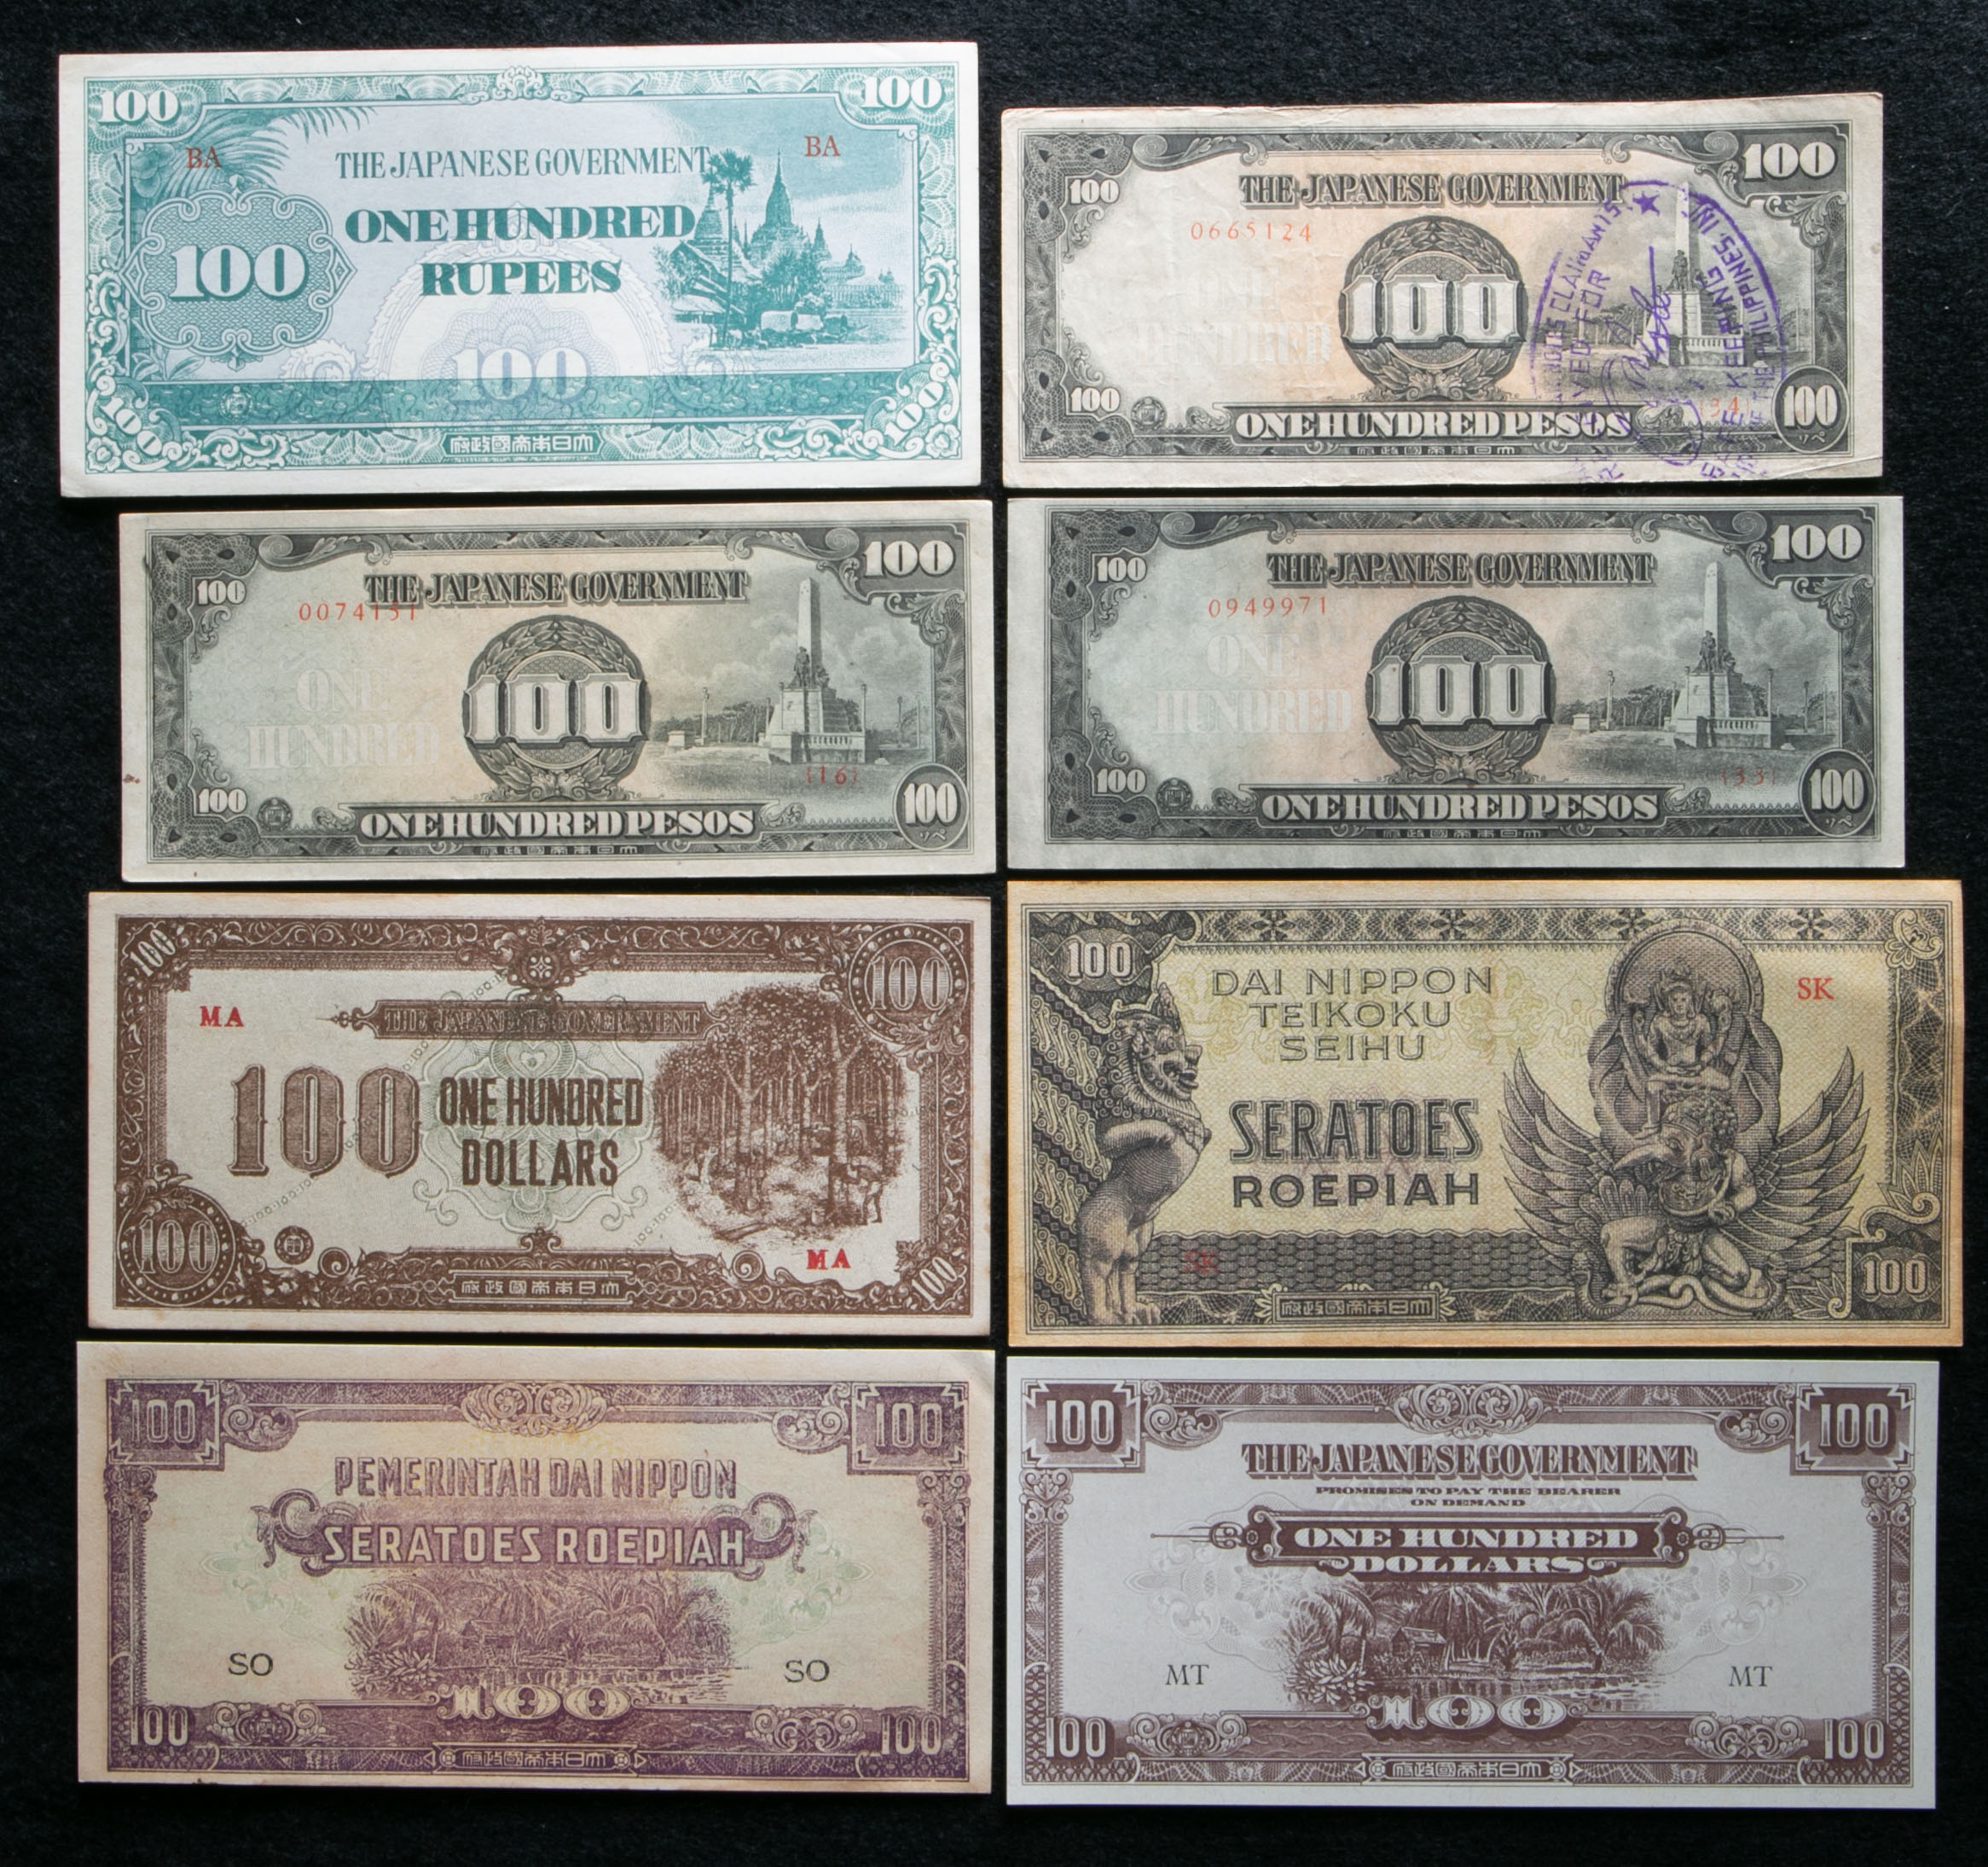 100
100
BA
BA
THE JAPANESE GOVERNMENT
ONE HUNDRED
RUPEES
100
100
100
100
府政國帝本日大
100
THE JAPANESE GOVERNMENT
100
0665124
ONE
HUNDRED
100
100
100
ONE HUNDRED PESOS
府政國帝本日大
100
THE JAPANESE GOVERNMENT
100
0074151
ONE
HUNDRED
100
(16)
100
100
ONE HUNDRED PESOS
府政國帝本日大
100
THE JAPANESE GOVERNMENT
100
0949971
ONE
HUNDRED
100
(33)
100
100
ONE HUNDRED PESOS
府政國帝本日大
100
100
MA
THE JAPANESE GOVERNMENT
100
ONE HUNDRED
DOLLARS
MA
100
100
府政國帝本日大
100
DAI NIPPON
TEIKOKU
SEIHU
SK
SERATOES
ROEPIAH
SK
100
府政國帝本日大
100
100
PEMERINTAH DAI NIPPON
SERATOES ROEPIAH
SO
SO
100
100
100
府政國帝本日大
100
100
THE JAPANESE GOVERNMENT
PROMISES TO PAY THE BEARER
ON DEMAND
ONE HUNDRED
DOLLARS
MT
MT
100
100
100
府政國帝本日大